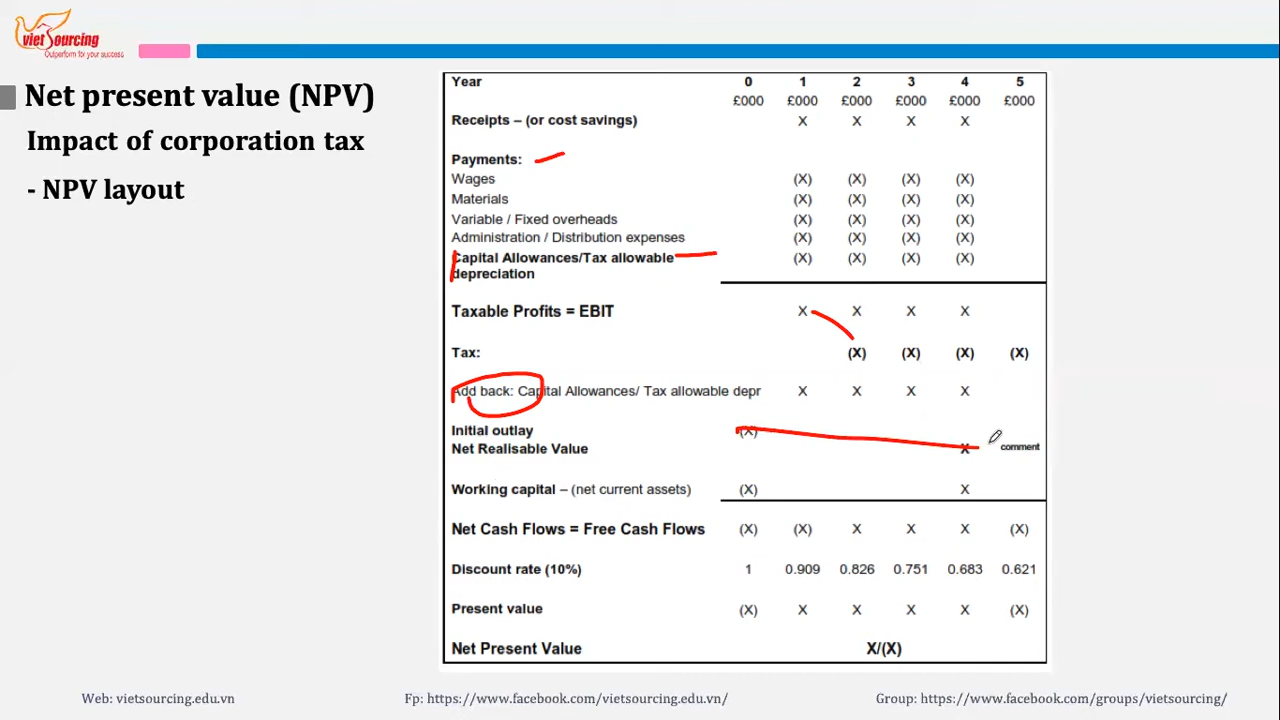 vietSourcing
Outperform for your success
Net present value (NPV)
Impact of corporation tax
- NPV layout
Year 0 1 2 3 4 5
£000 £000 £000 £000 £000 £000
Receipts – (or cost savings) X X X X
Payments:
Wages (X) (X) (X) (X)
Materials (X) (X) (X) (X)
Variable / Fixed overheads (X) (X) (X) (X)
Administration / Distribution expenses (X) (X) (X) (X)
Capital Allowances/Tax allowable (X) (X) (X) (X)
depreciation
Taxable Profits = EBIT X X X X
Tax: (X) (X) (X) (X)
Add back: Capital Allowances/ Tax allowable depr X X X X
Initial outlay (X)
Net Realisable Value X comment
Working capital – (net current assets) (X) X
Net Cash Flows = Free Cash Flows (X) (X) X X X (X)
Discount rate (10%) 1 0.909 0.826 0.751 0.683 0.621
Present value (X) X X X X (X)
Net Present Value X/(X)
Web: vietsourcing.edu.vn Fp: https://www.facebook.com/vietsourcing.edu.vn/ Group: https://www.facebook.com/groups/vietsourcing/